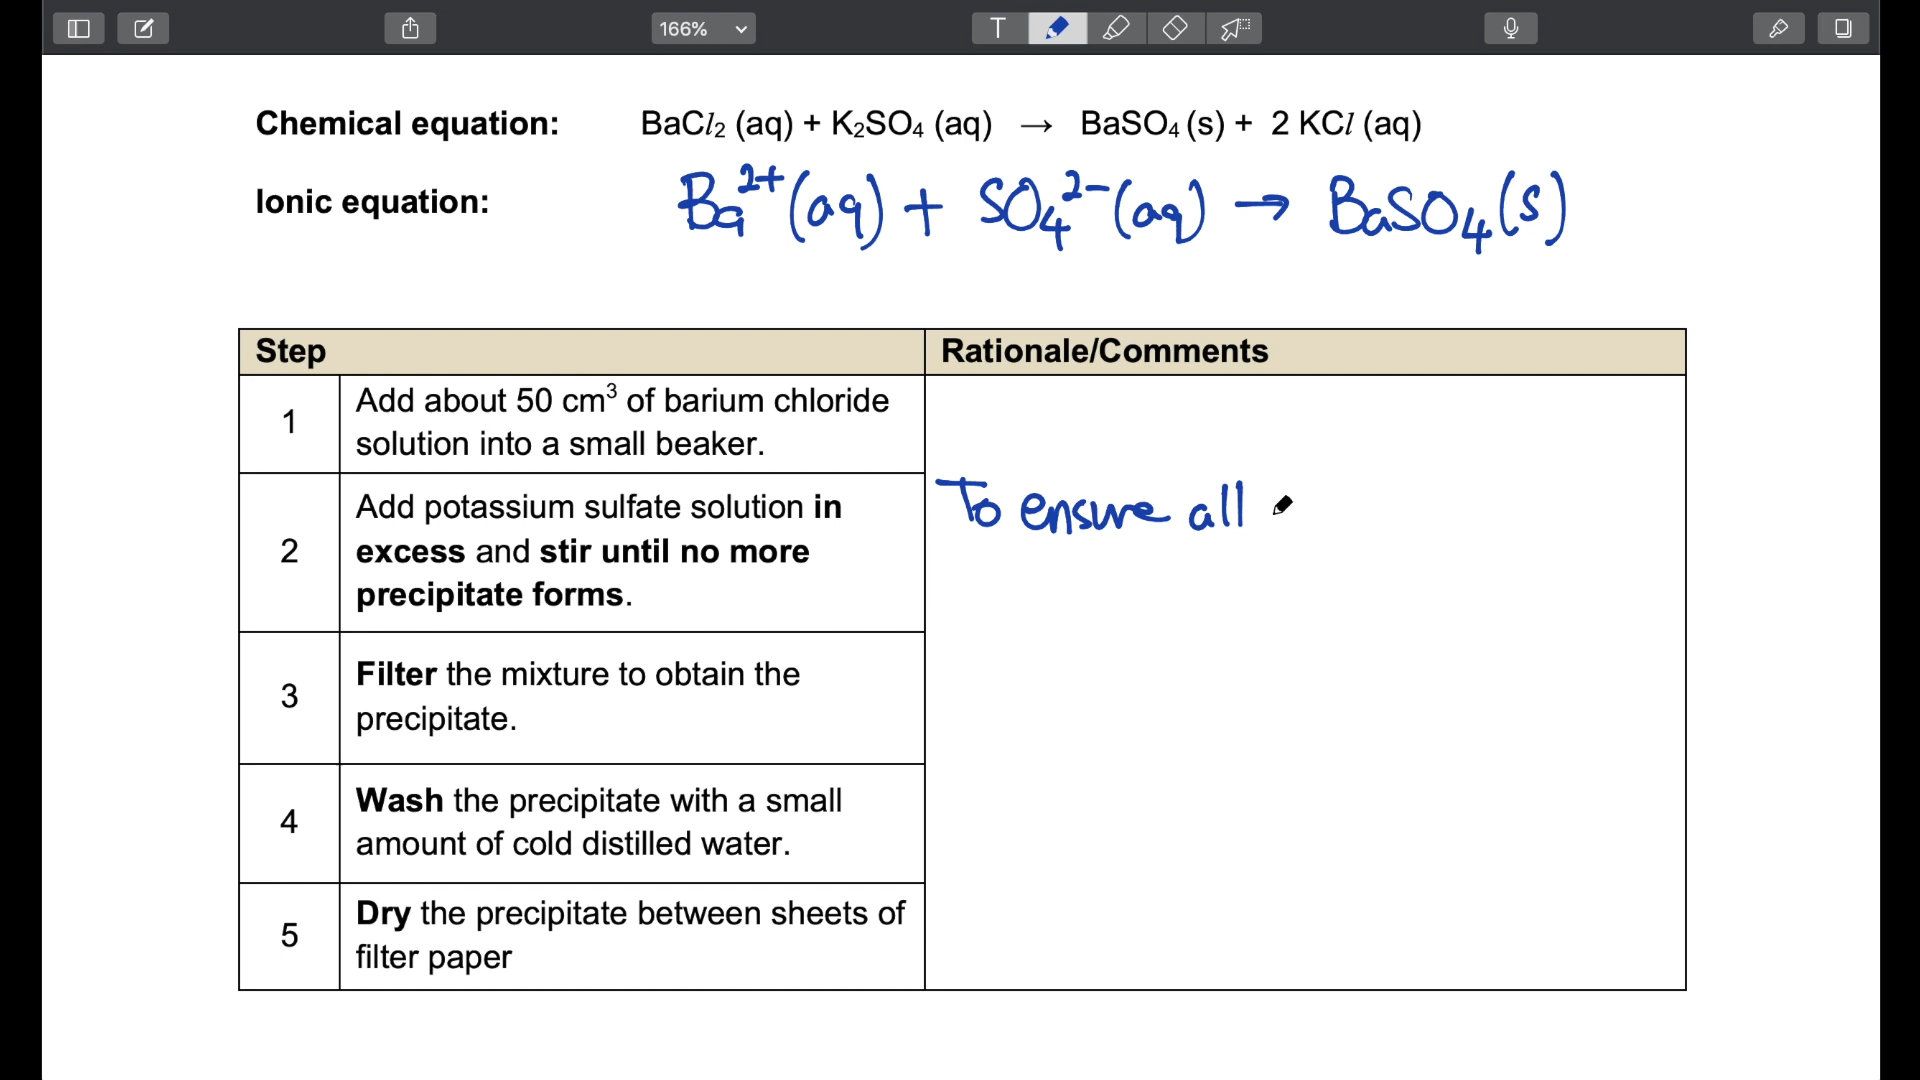 166%
T
Chemical equation: BaCl₂ (aq) + K₂SO₄ (aq) → BaSO₄ (s) + 2 KCl (aq)
Ionic equation: Ba²⁺(aq) + SO₄²⁻(aq) → BaSO₄(s)
Step Rationale/Comments
1 Add about 50 cm³ of barium chloride
solution into a small beaker.
2 Add potassium sulfate solution in
excess and stir until no more
precipitate forms.
To ensure all
3 Filter the mixture to obtain the
precipitate.
4 Wash the precipitate with a small
amount of cold distilled water.
5 Dry the precipitate between sheets of
filter paper